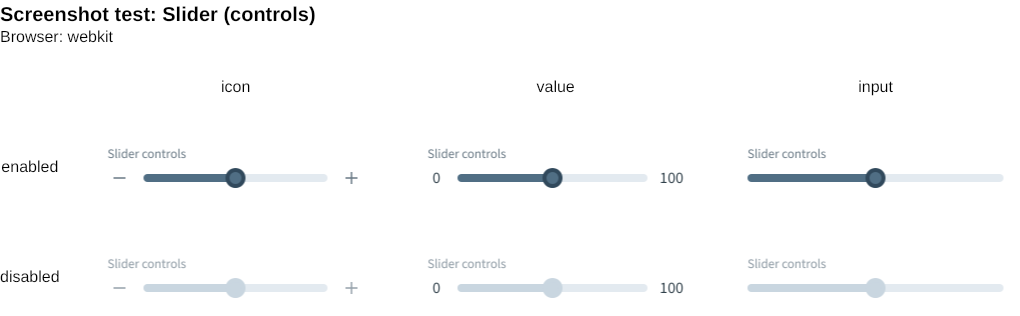 Screenshot test: Slider (controls)
Browser: webkit
icon value input
enabled
Slider controls Slider controls Slider controls
− + 0 100
disabled
Slider controls Slider controls Slider controls
− + 0 100